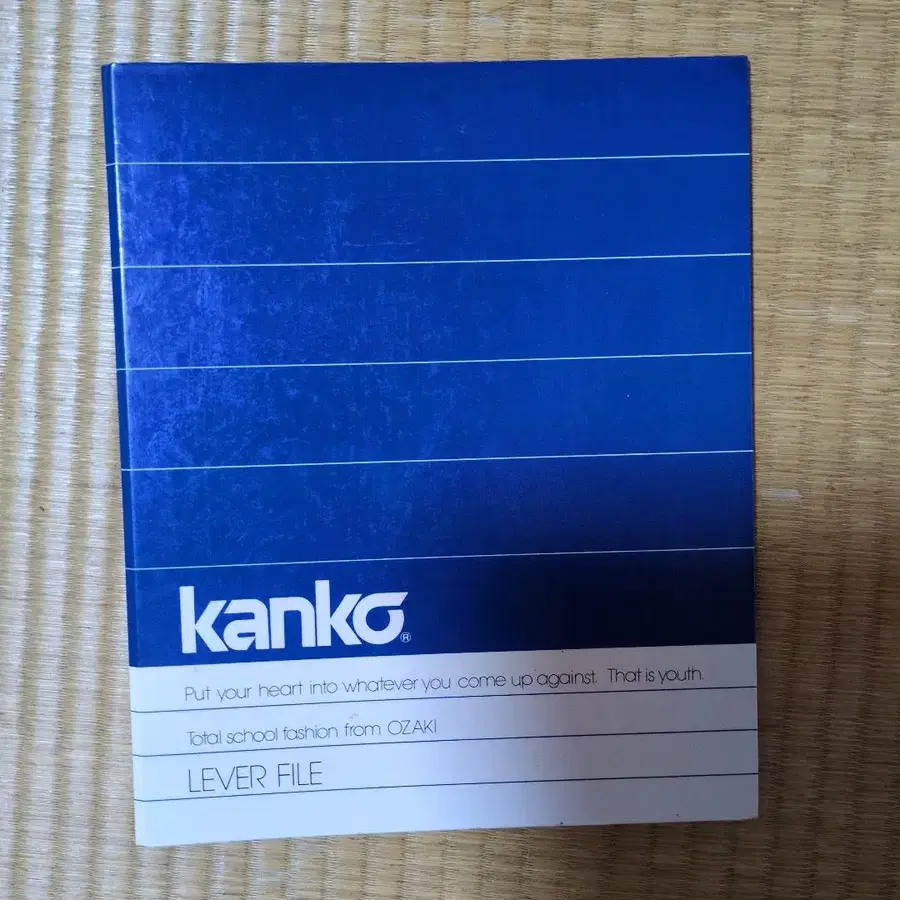 kanko®
Put your heart into whatever you come up against. That is youth.
Total school fashion from OZAKI
LEVER FILE